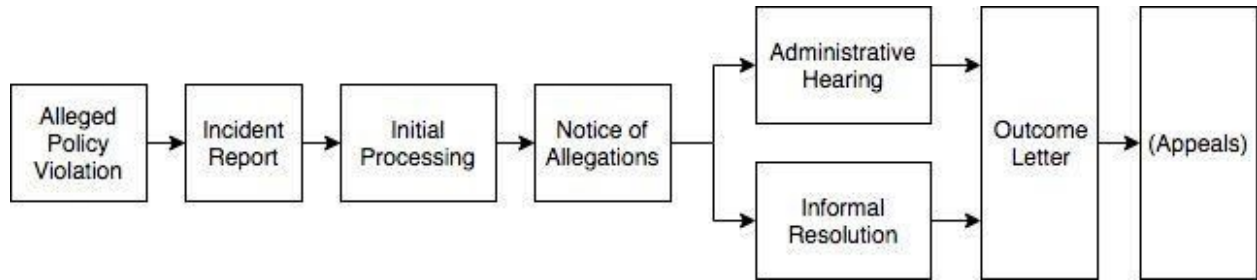 Alleged
Policy
Violation
Incident
Report
Initial
Processing
Notice of
Allegations
Administrative
Hearing
Informal
Resolution
Outcome
Letter
(Appeals)